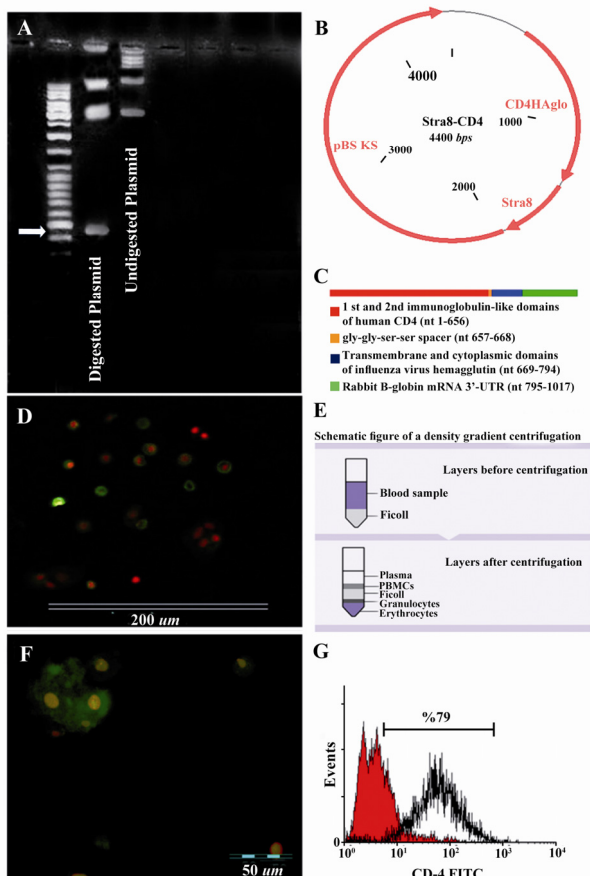 A
Digested Plasmid
Undigested Plasmid
B
4000
Stra8-CD4
4400 bps
CD4HAglo
1000
pBS KS
3000
2000
Stra8
C
1 st and 2nd immunoglobulin-like domains
of human CD4 (nt 1-656)
gly-gly-ser-ser spacer (nt 657-668)
Transmembrane and cytoplasmic domains
of influenza virus hemagglutin (nt 669-794)
Rabbit B-globin mRNA 3'-UTR (nt 795-1017)
D
200 um
E
Schematic figure of a density gradient centrifugation
Layers before centrifugation
Blood sample
Ficoll
Layers after centrifugation
Plasma
PBMCs
Ficoll
Granulocytes
Erythrocytes
F
50 um
G
%79
Events
10⁰ 10¹ 10² 10³ 10⁴
CD-4 FITC